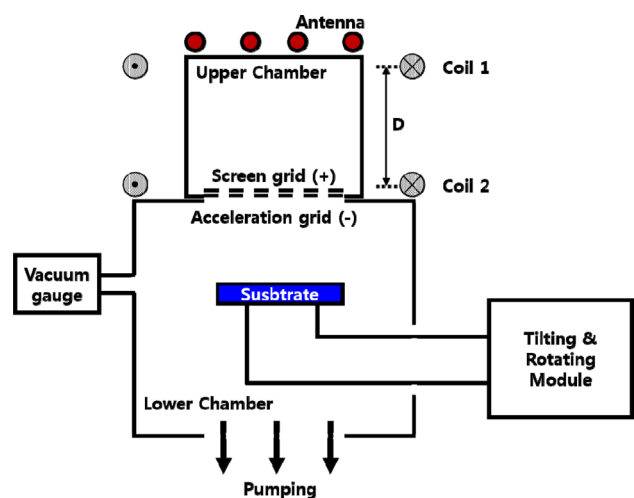 Antenna
Upper Chamber
Coil 1
D
Screen grid (+)
Coil 2
Acceleration grid (-)
Vacuum
gauge
Susbtrate
Tilting &
Rotating
Module
Lower Chamber
Pumping